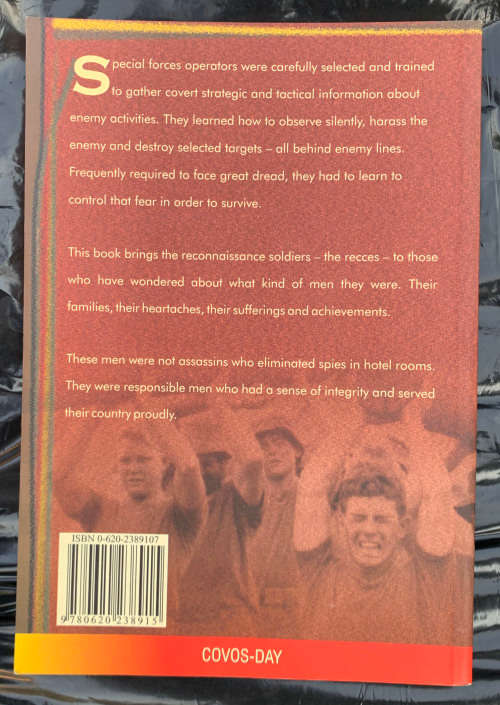 Special forces operators were carefully selected and trained
to gather covert strategic and tactical information about
enemy activities. They learned how to observe silently, harass the
enemy and destroy selected targets – all behind enemy lines.
Frequently required to face great dread, they had to learn to
control that fear in order to survive.
This book brings the reconnaissance soldiers – the recces – to those
who have wondered about what kind of men they were. Their
families, their heartaches, their sufferings and achievements.
These men were not assassins who eliminated spies in hotel rooms.
They were responsible men who had a sense of integrity and served
their country proudly.
ISBN 0-620-2389107
9 780620 238915
COVOS-DAY